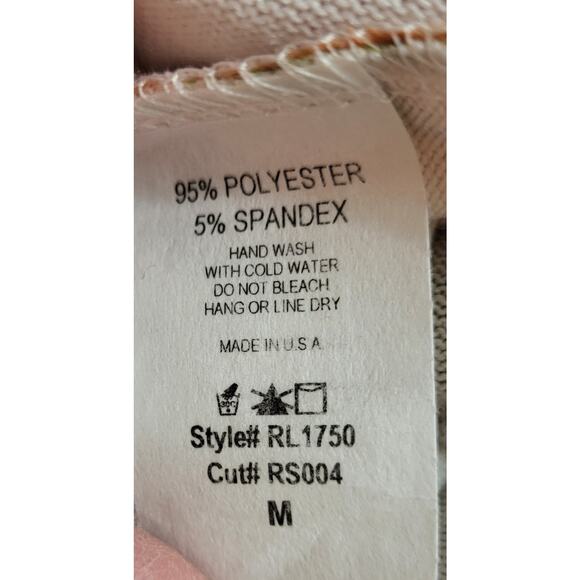 95% POLYESTER
5% SPANDEX
HAND WASH
WITH COLD WATER
DO NOT BLEACH
HANG OR LINE DRY
MADE IN U.S.A.
30C
Style# RL1750
Cut# RS004
M